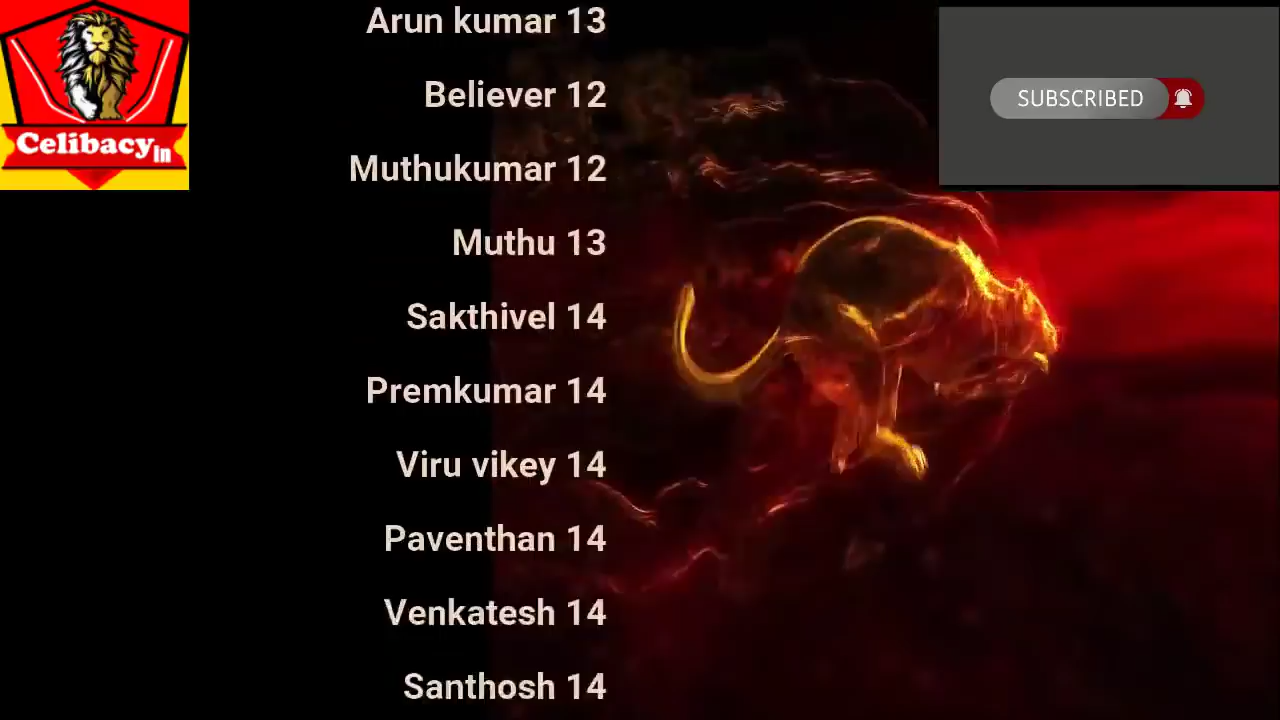 Arun kumar 13
Believer 12
Muthukumar 12
Muthu 13
Sakthivel 14
Premkumar 14
Viru vikey 14
Paventhan 14
Venkatesh 14
Santhosh 14
Celibacy in
SUBSCRIBED